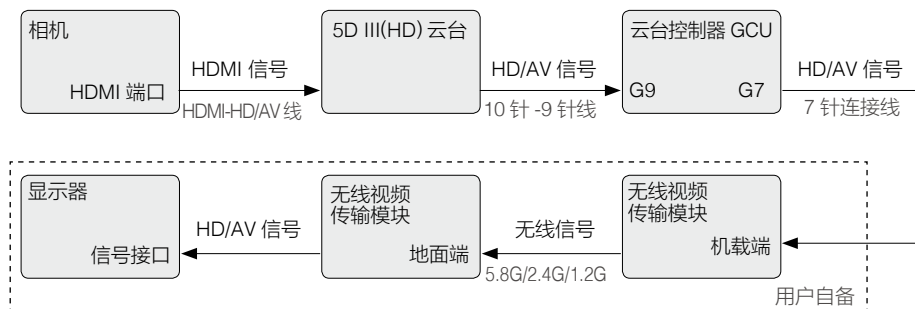 相机
HDMI 端口
HDMI 信号
HDMI-HD/AV 线
5D III(HD) 云台
HD/AV 信号
10 针 -9 针线
云台控制器 GCU
G9
G7
HD/AV 信号
7 针连接线
显示器
信号接口
HD/AV 信号
无线视频
传输模块
地面端
无线信号
5.8G/2.4G/1.2G
无线视频
传输模块
机载端
用户自备